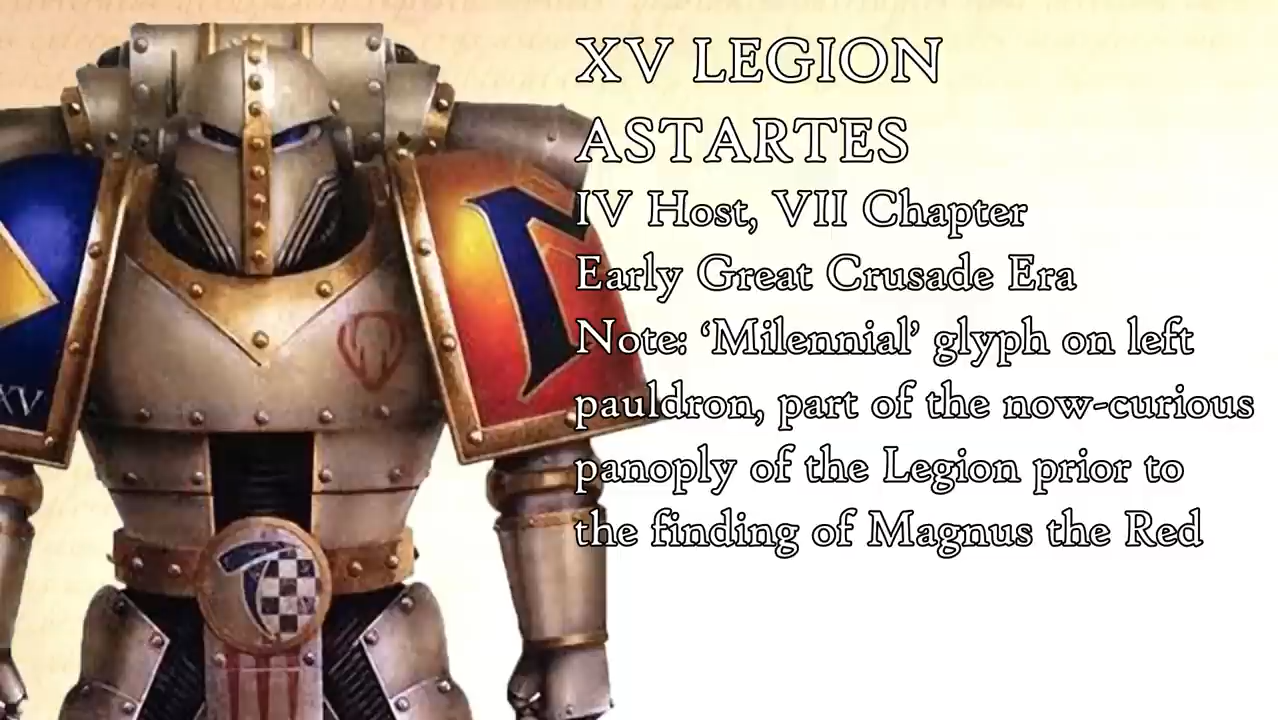 XV LEGION
ASTARTES
IV Host, VII Chapter
Early Great Crusade Era
Note: ‘Milennial’ glyph on left
pauldron, part of the now-curious
panoply of the Legion prior to
the finding of Magnus the Red
XV